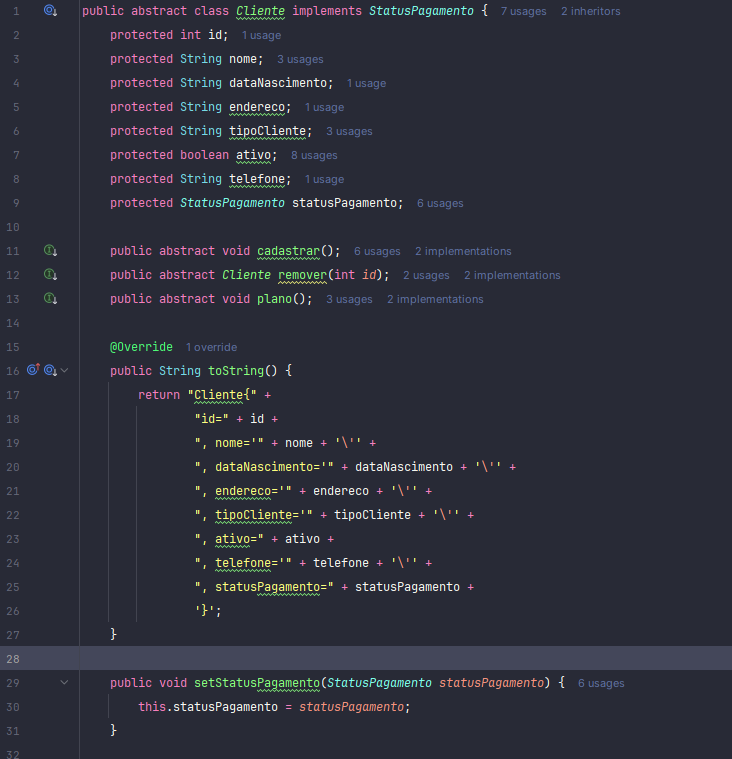 1 public abstract class Cliente implements StatusPagamento { 7 usages 2 inheritors
2 protected int id; 1 usage
3 protected String nome; 3 usages
4 protected String dataNascimento; 1 usage
5 protected String endereco; 1 usage
6 protected String tipoCliente; 3 usages
7 protected boolean ativo; 8 usages
8 protected String telefone; 1 usage
9 protected StatusPagamento statusPagamento; 6 usages
10
11 public abstract void cadastrar(); 6 usages 2 implementations
12 public abstract Cliente remover(int id); 2 usages 2 implementations
13 public abstract void plano(); 3 usages 2 implementations
14
15 @Override 1 override
16 public String toString() {
17 return "Cliente{" +
18 "id=" + id +
19 ", nome='" + nome + '\'' +
20 ", dataNascimento='" + dataNascimento + '\'' +
21 ", endereco='" + endereco + '\'' +
22 ", tipoCliente='" + tipoCliente + '\'' +
23 ", ativo=" + ativo +
24 ", telefone='" + telefone + '\'' +
25 ", statusPagamento=" + statusPagamento +
26 '}';
27 }
28
29 public void setStatusPagamento(StatusPagamento statusPagamento) { 6 usages
30 this.statusPagamento = statusPagamento;
31 }
32